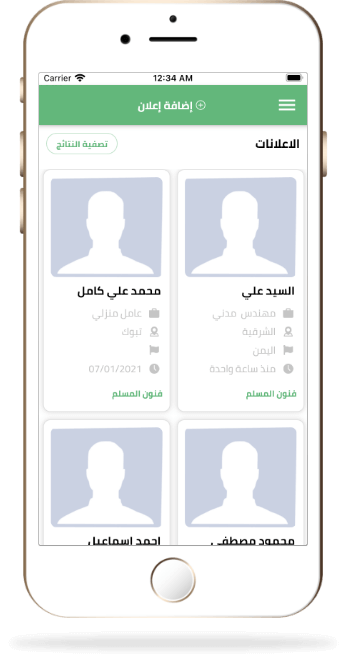 Carrier 12:34 AM
إضافة إعلان
الاعلانات
تصفية النتائج
السيد علي
مهندس مدني
الشرقية
اليمن
منذ ساعة واحدة
فنون المسلم
محمد علي كامل
عامل منزلي
تبوك
07/01/2021
فنون المسلم
محمود مصطفى
احمد اسماعيل